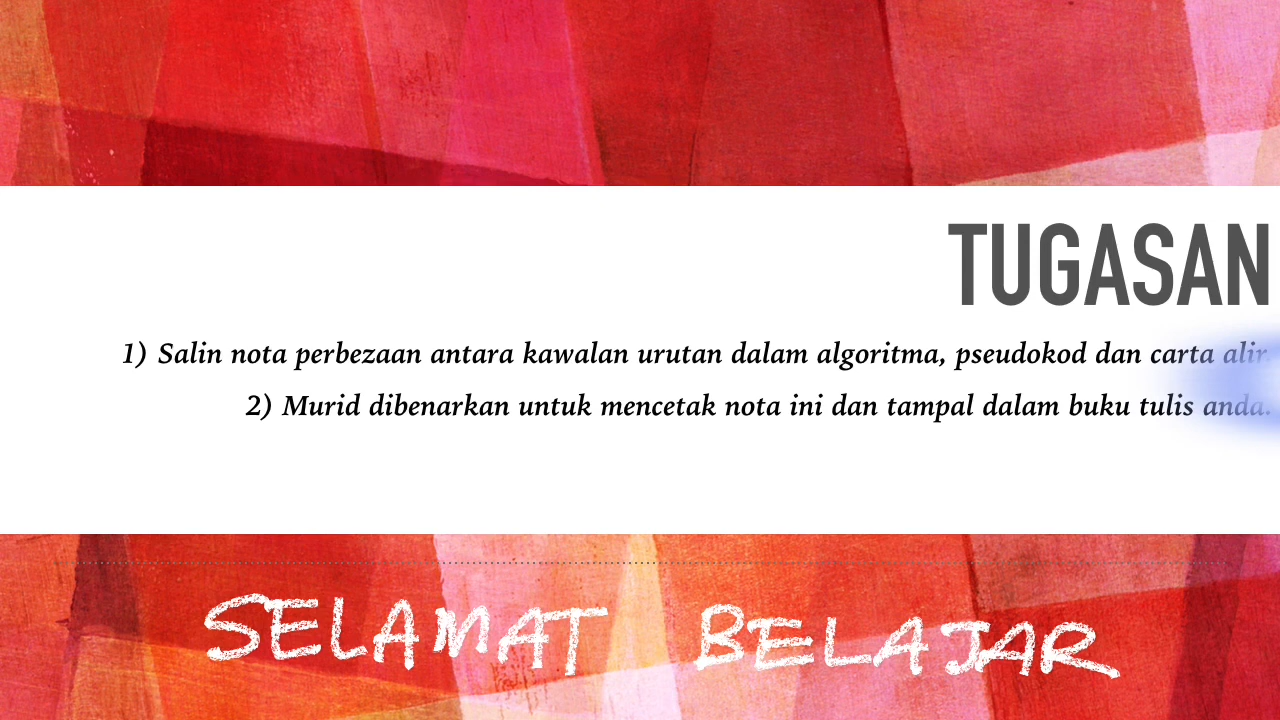 TUGASAN
1) Salin nota perbezaan antara kawalan urutan dalam algoritma, pseudokod dan carta alir.
2) Murid dibenarkan untuk mencetak nota ini dan tampal dalam buku tulis anda.
SELAMAT BELAJAR